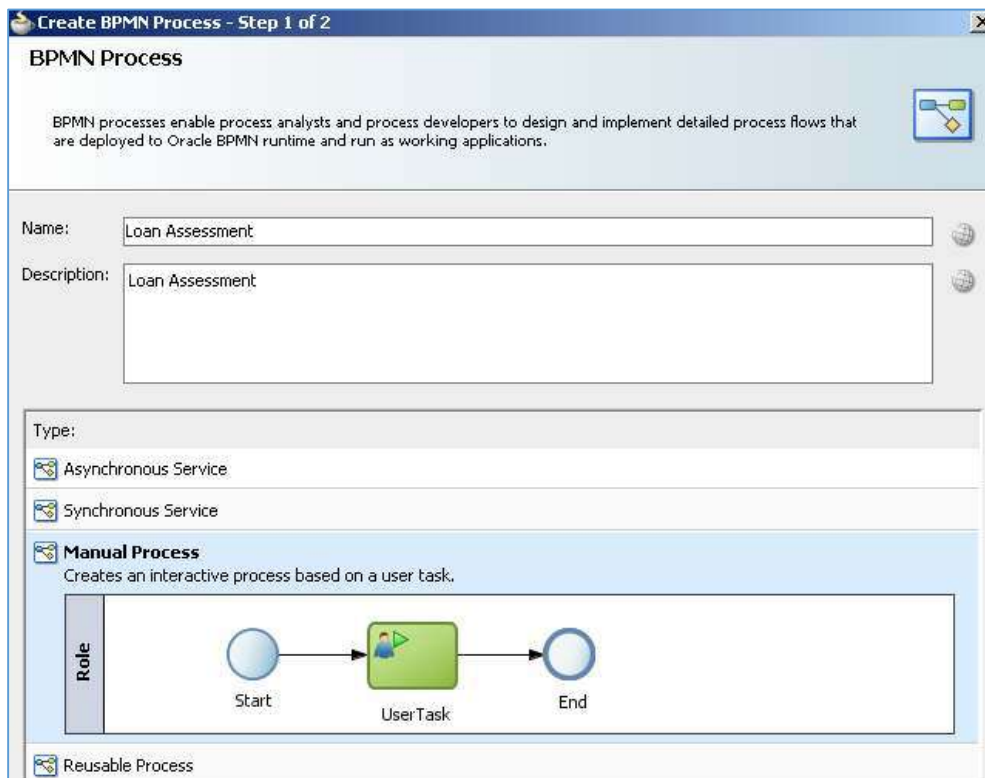 Create BPMN Process - Step 1 of 2
BPMN Process
BPMN processes enable process analysts and process developers to design and implement detailed process flows that
are deployed to Oracle BPMN runtime and run as working applications.
Name:
Loan Assessment
Description:
Loan Assessment
Type:
Asynchronous Service
Synchronous Service
Manual Process
Creates an interactive process based on a user task.
Role
Start
UserTask
End
Reusable Process